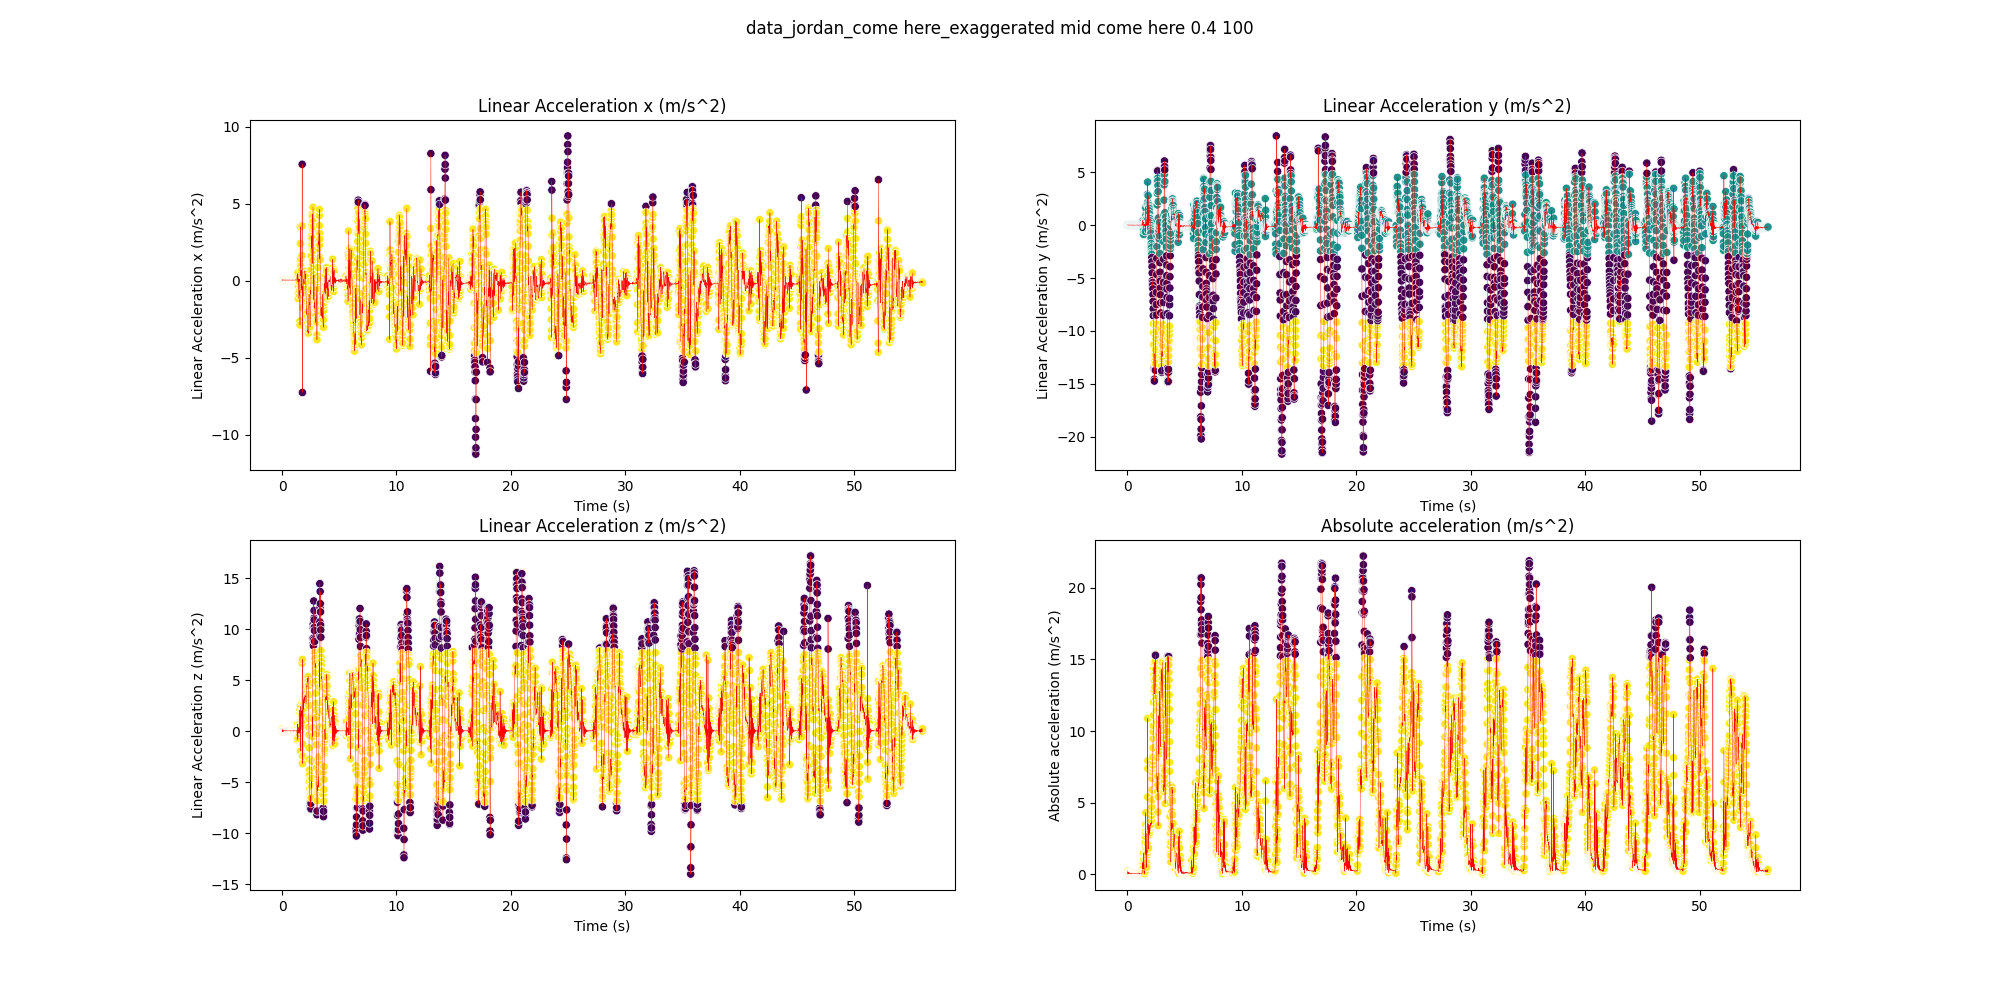 data_jordan_come here_exaggerated mid come here 0.4 100
Linear Acceleration x (m/s^2)
Linear Acceleration x (m/s^2)
10
5
0
−5
−10
0 10 20 30 40 50
Time (s)
Linear Acceleration y (m/s^2)
Linear Acceleration y (m/s^2)
5
0
−5
−10
−15
−20
0 10 20 30 40 50
Time (s)
Linear Acceleration z (m/s^2)
Linear Acceleration z (m/s^2)
15
10
5
0
−5
−10
−15
0 10 20 30 40 50
Time (s)
Absolute acceleration (m/s^2)
Absolute acceleration (m/s^2)
20
15
10
5
0
0 10 20 30 40 50
Time (s)